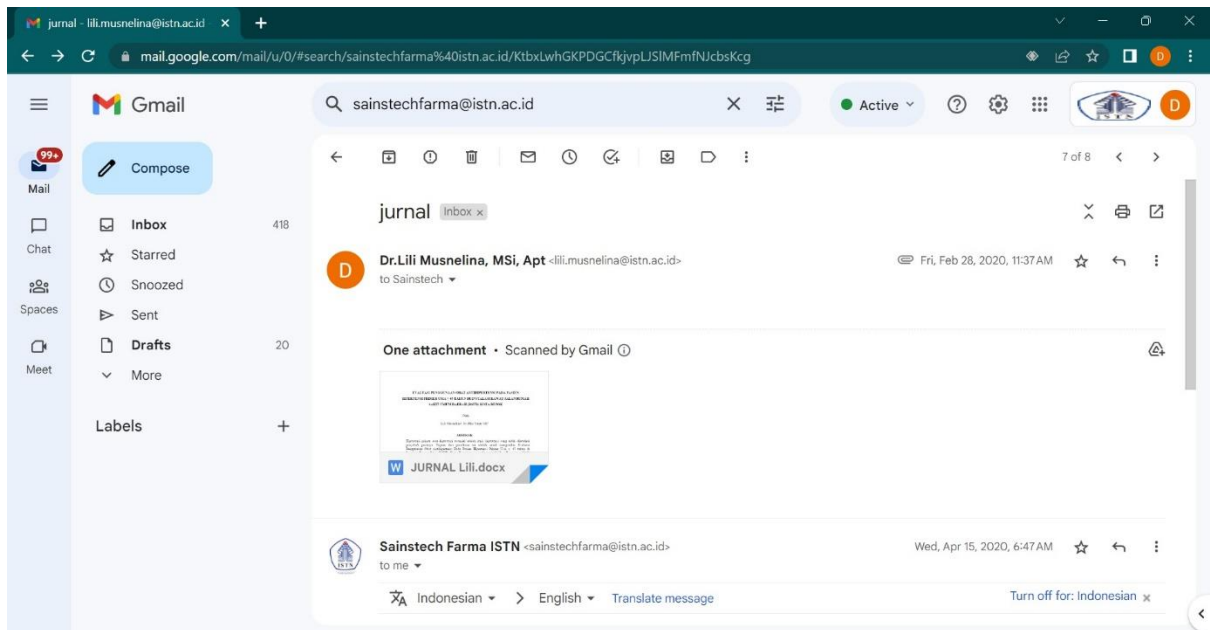 jurnal - lili.musnelina@istn.ac.id
mail.google.com/mail/u/0/#search/sainstechfarma%40istn.ac.id/KtbxLwhGKPDGCfkjvpLJSlMFmfNJcbsKcg
D
Gmail
sainstechfarma@istn.ac.id
Active
ISTN
D
99+
Mail
Compose
7 of 8
jurnal Inbox ×
Inbox 418
Chat
Starred
D
Dr.Lili Musnelina, MSi, Apt <lili.musnelina@istn.ac.id>
Fri, Feb 28, 2020, 11:37 AM
to Sainstech
Snoozed
Spaces
Sent
Drafts 20
Meet
More
One attachment • Scanned by Gmail
Labels
W JURNAL Lili.docx
ISTN
Sainstech Farma ISTN <sainstechfarma@istn.ac.id>
Wed, Apr 15, 2020, 6:47 AM
to me
Indonesian > English Translate message
Turn off for: Indonesian ×